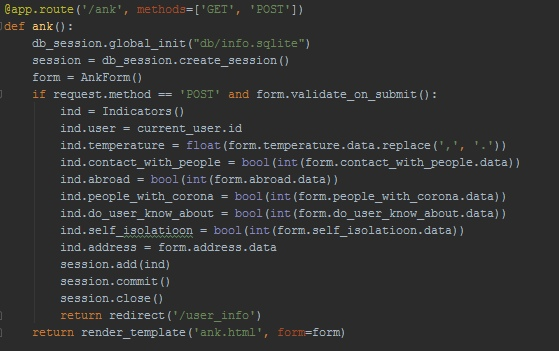 @app.route('/ank', methods=['GET', 'POST'])
def ank():
    db_session.global_init("db/info.sqlite")
    session = db_session.create_session()
    form = AnkForm()
    if request.method == 'POST' and form.validate_on_submit():
        ind = Indicators()
        ind.user = current_user.id
        ind.temperature = float(form.temperature.data.replace(',', '.'))
        ind.contact_with_people = bool(int(form.contact_with_people.data))
        ind.abroad = bool(int(form.abroad.data))
        ind.people_with_corona = bool(int(form.people_with_corona.data))
        ind.do_user_know_about = bool(int(form.do_user_know_about.data))
        ind.self_isolatioon = bool(int(form.self_isolatioon.data))
        ind.address = form.address.data
        session.add(ind)
        session.commit()
        session.close()
        return redirect('/user_info')
    return render_template('ank.html', form=form)